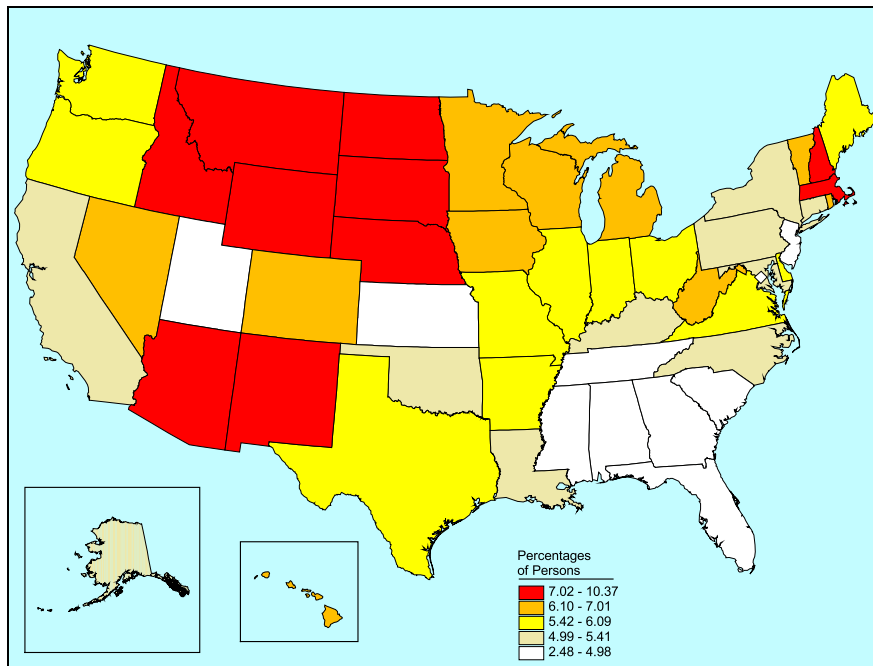 Percentages
of Persons
7.02 - 10.37
6.10 - 7.01
5.42 - 6.09
4.99 - 5.41
2.48 - 4.98